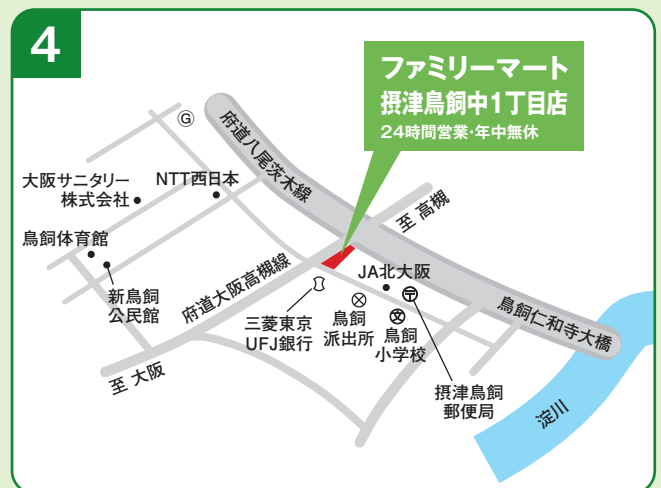 4
ファミリーマート
摂津鳥飼中1丁目店
24時間営業・年中無休
G
府道八尾茨木線
大阪サニタリー
株式会社
NTT西日本
至 高槻
鳥飼体育館
新鳥飼
公民館
府道大阪高槻線
JA北大阪
三菱東京
UFJ銀行
鳥飼
派出所
文
鳥飼
小学校
〒
鳥飼仁和寺大橋
至 大阪
摂津鳥飼
郵便局
淀川